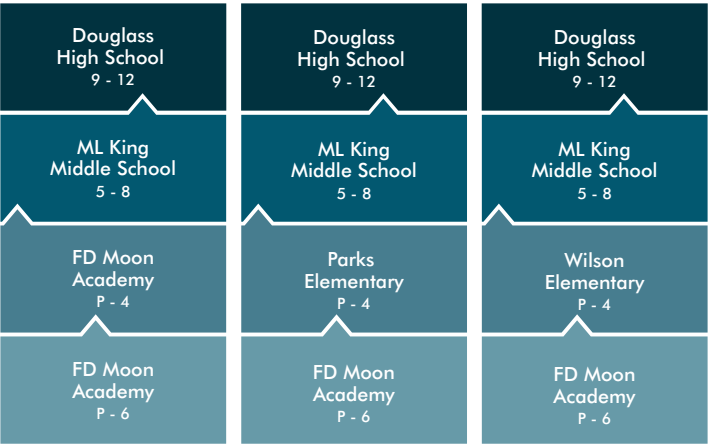 Douglass
High School
9 - 12
ML King
Middle School
5 - 8
FD Moon
Academy
P - 4
FD Moon
Academy
P - 6
Douglass
High School
9 - 12
ML King
Middle School
5 - 8
Parks
Elementary
P - 4
FD Moon
Academy
P - 6
Douglass
High School
9 - 12
ML King
Middle School
5 - 8
Wilson
Elementary
P - 4
FD Moon
Academy
P - 6